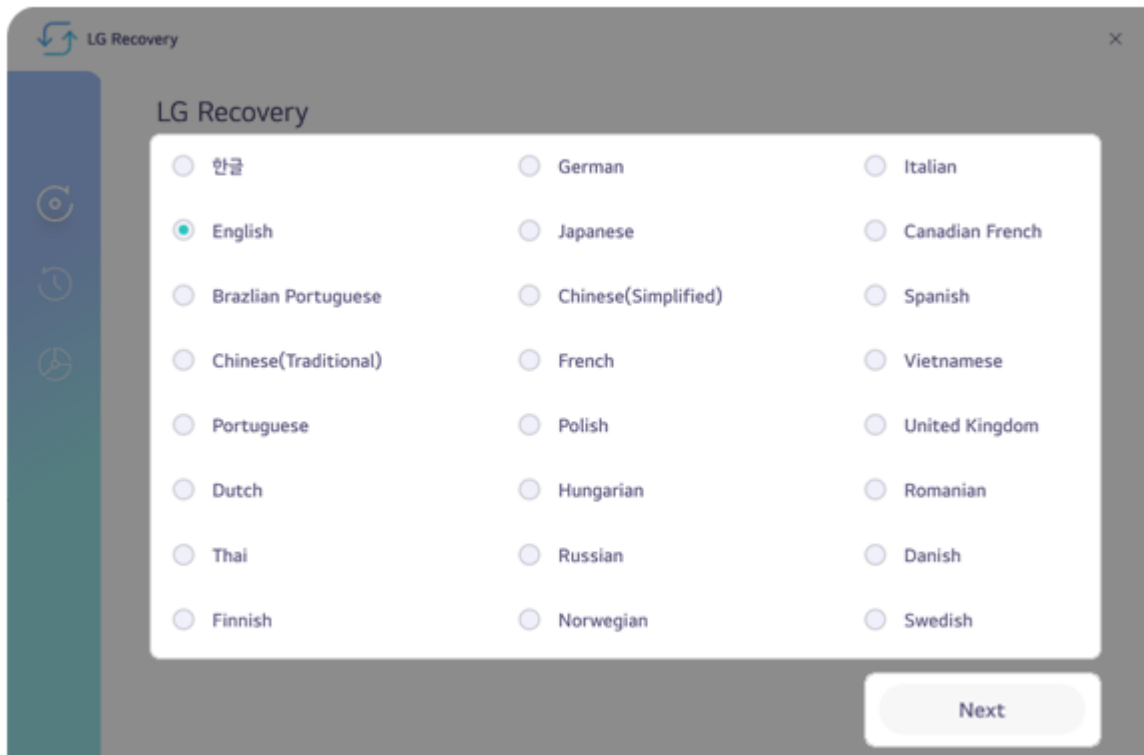 LG Recovery
LG Recovery
한글 German Italian
English Japanese Canadian French
Brazlian Portuguese Chinese(Simplified) Spanish
Chinese(Traditional) French Vietnamese
Portuguese Polish United Kingdom
Dutch Hungarian Romanian
Thai Russian Danish
Finnish Norwegian Swedish
Next